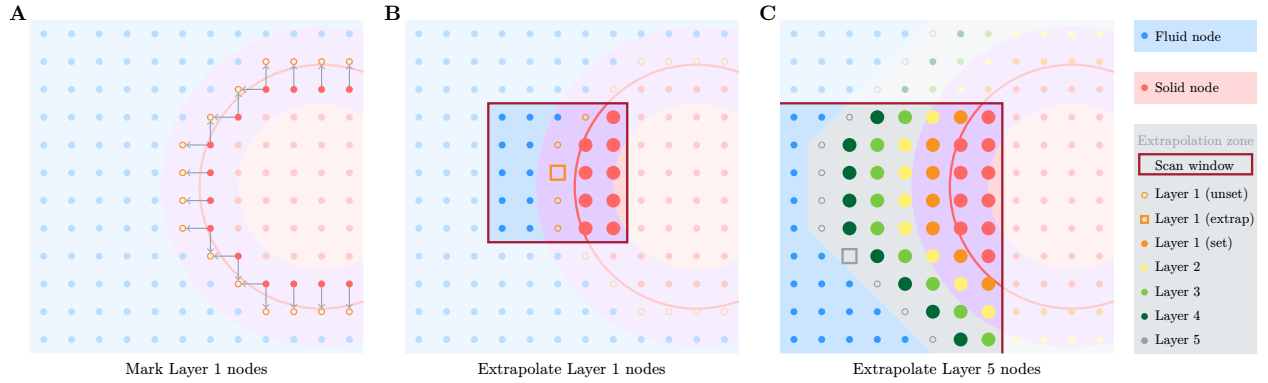 A
B
C
Mark Layer 1 nodes
Extrapolate Layer 1 nodes
Extrapolate Layer 5 nodes
Fluid node
Solid node
Extrapolation zone
Scan window
Layer 1 (unset)
Layer 1 (extrap)
Layer 1 (set)
Layer 2
Layer 3
Layer 4
Layer 5